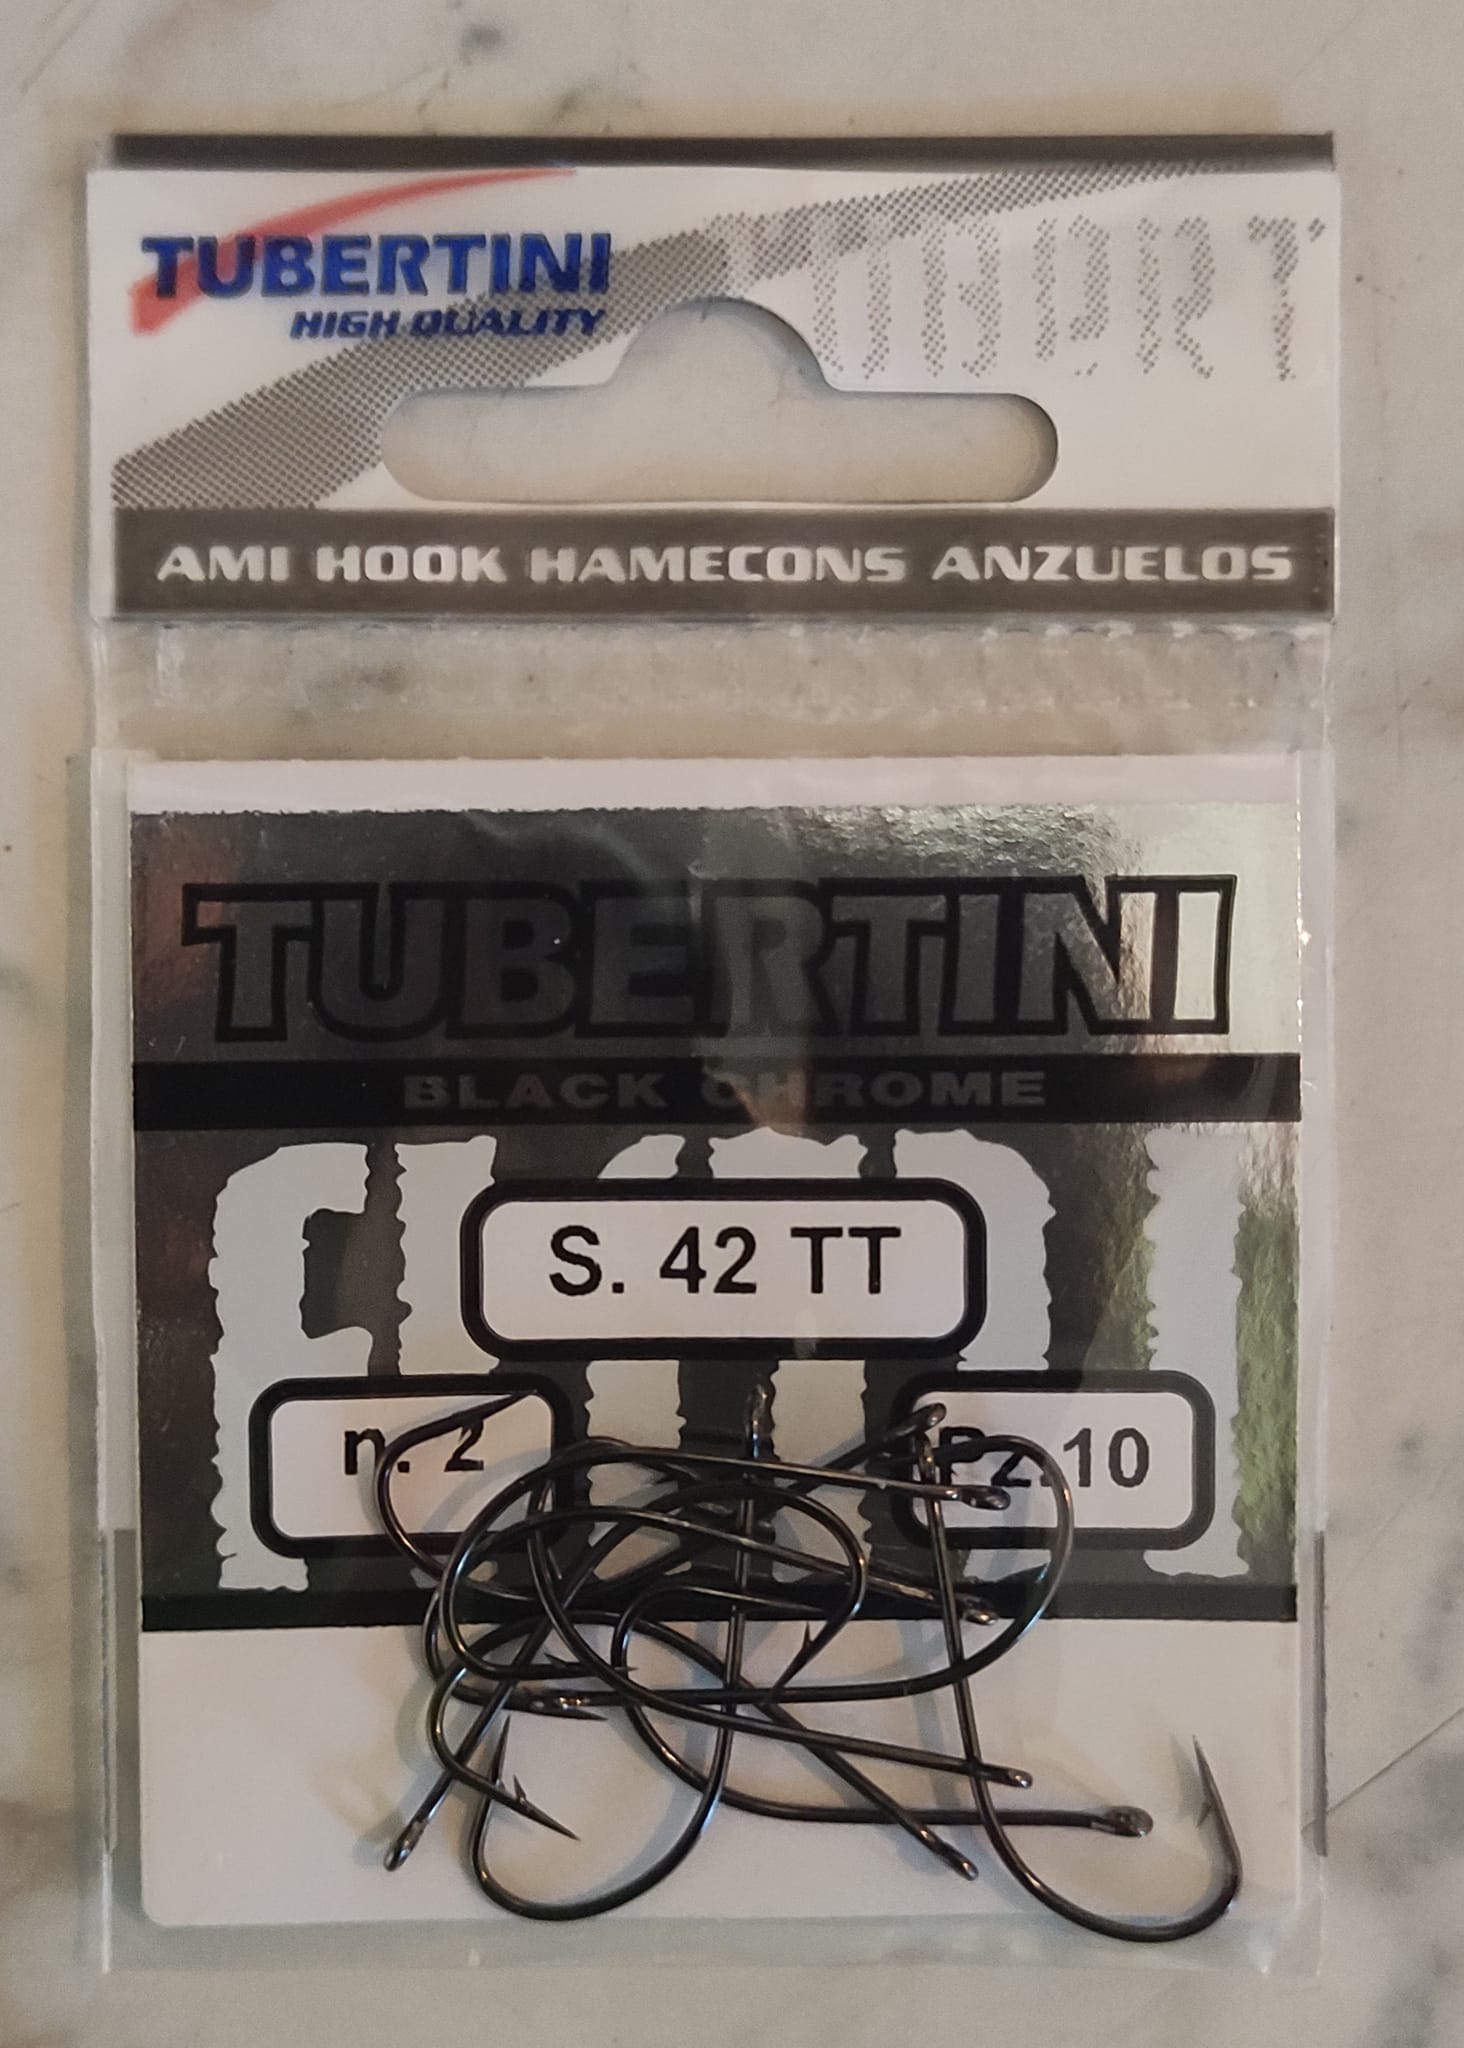 TUBERTINI
HIGH QUALITY
AMI HOOK HAMECONS ANZUELOS
TUBERTINI
BLACK CHROME
S. 42 TT
n. 2
Pz. 10